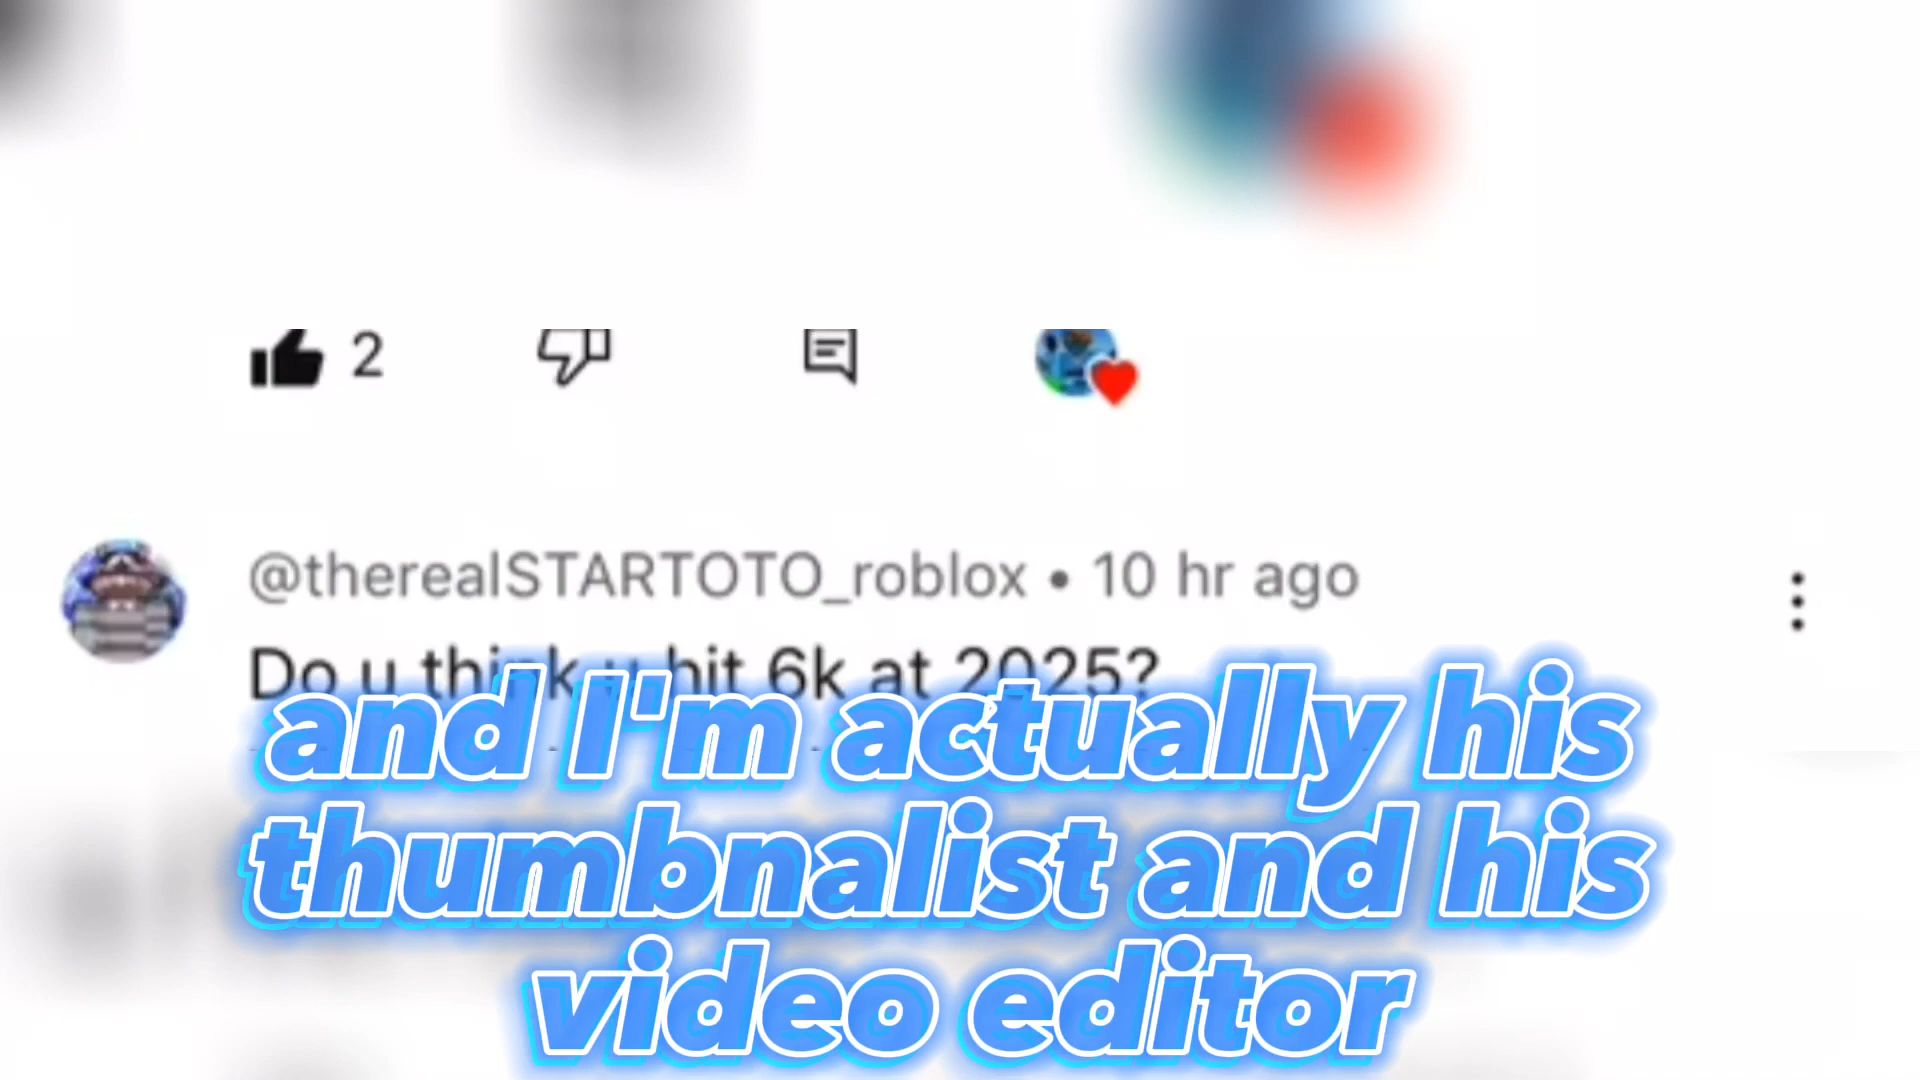 2
@therealSTARTOTO_roblox • 10 hr ago
Do u think u hit 6k at 2025?
and I'm actually his
thumbnalist and his
video editor